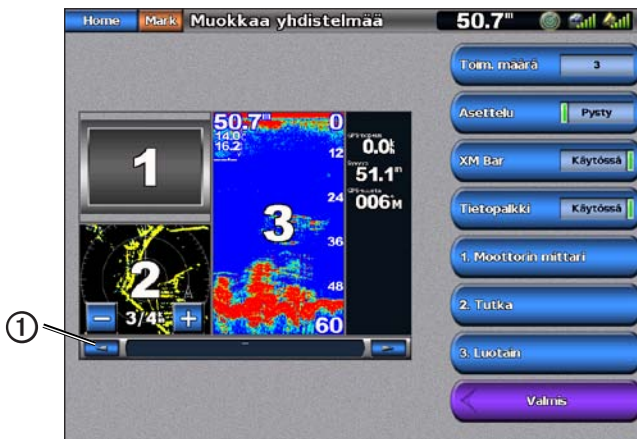 Home Mark Muokkaa yhdistelmää 50.7 m
Toim. määrä 3
Asettelu Pysty
XM Bar Käytössä
Tietopalkki Käytössä
1. Moottorin mittari
2. Tutka
3. Luotain
Valmis
1
2
3
50.7 m 0
14.0
16.2
12
24
36
48
60
0.0
51.1 m
006
3/4
①